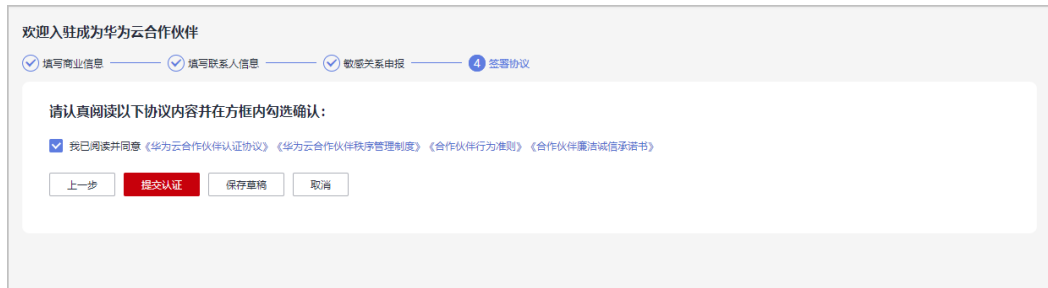 欢迎入驻成为华为云合作伙伴
填写商业信息 填写联系人信息 敏感关系申报 4 签署协议
请认真阅读以下协议内容并在方框内勾选确认：
我已阅读并同意《华为云合作伙伴认证协议》《华为云合作伙伴秩序管理制度》《合作伙伴行为准则》《合作伙伴廉洁诚信承诺书》
上一步 提交认证 保存草稿 取消